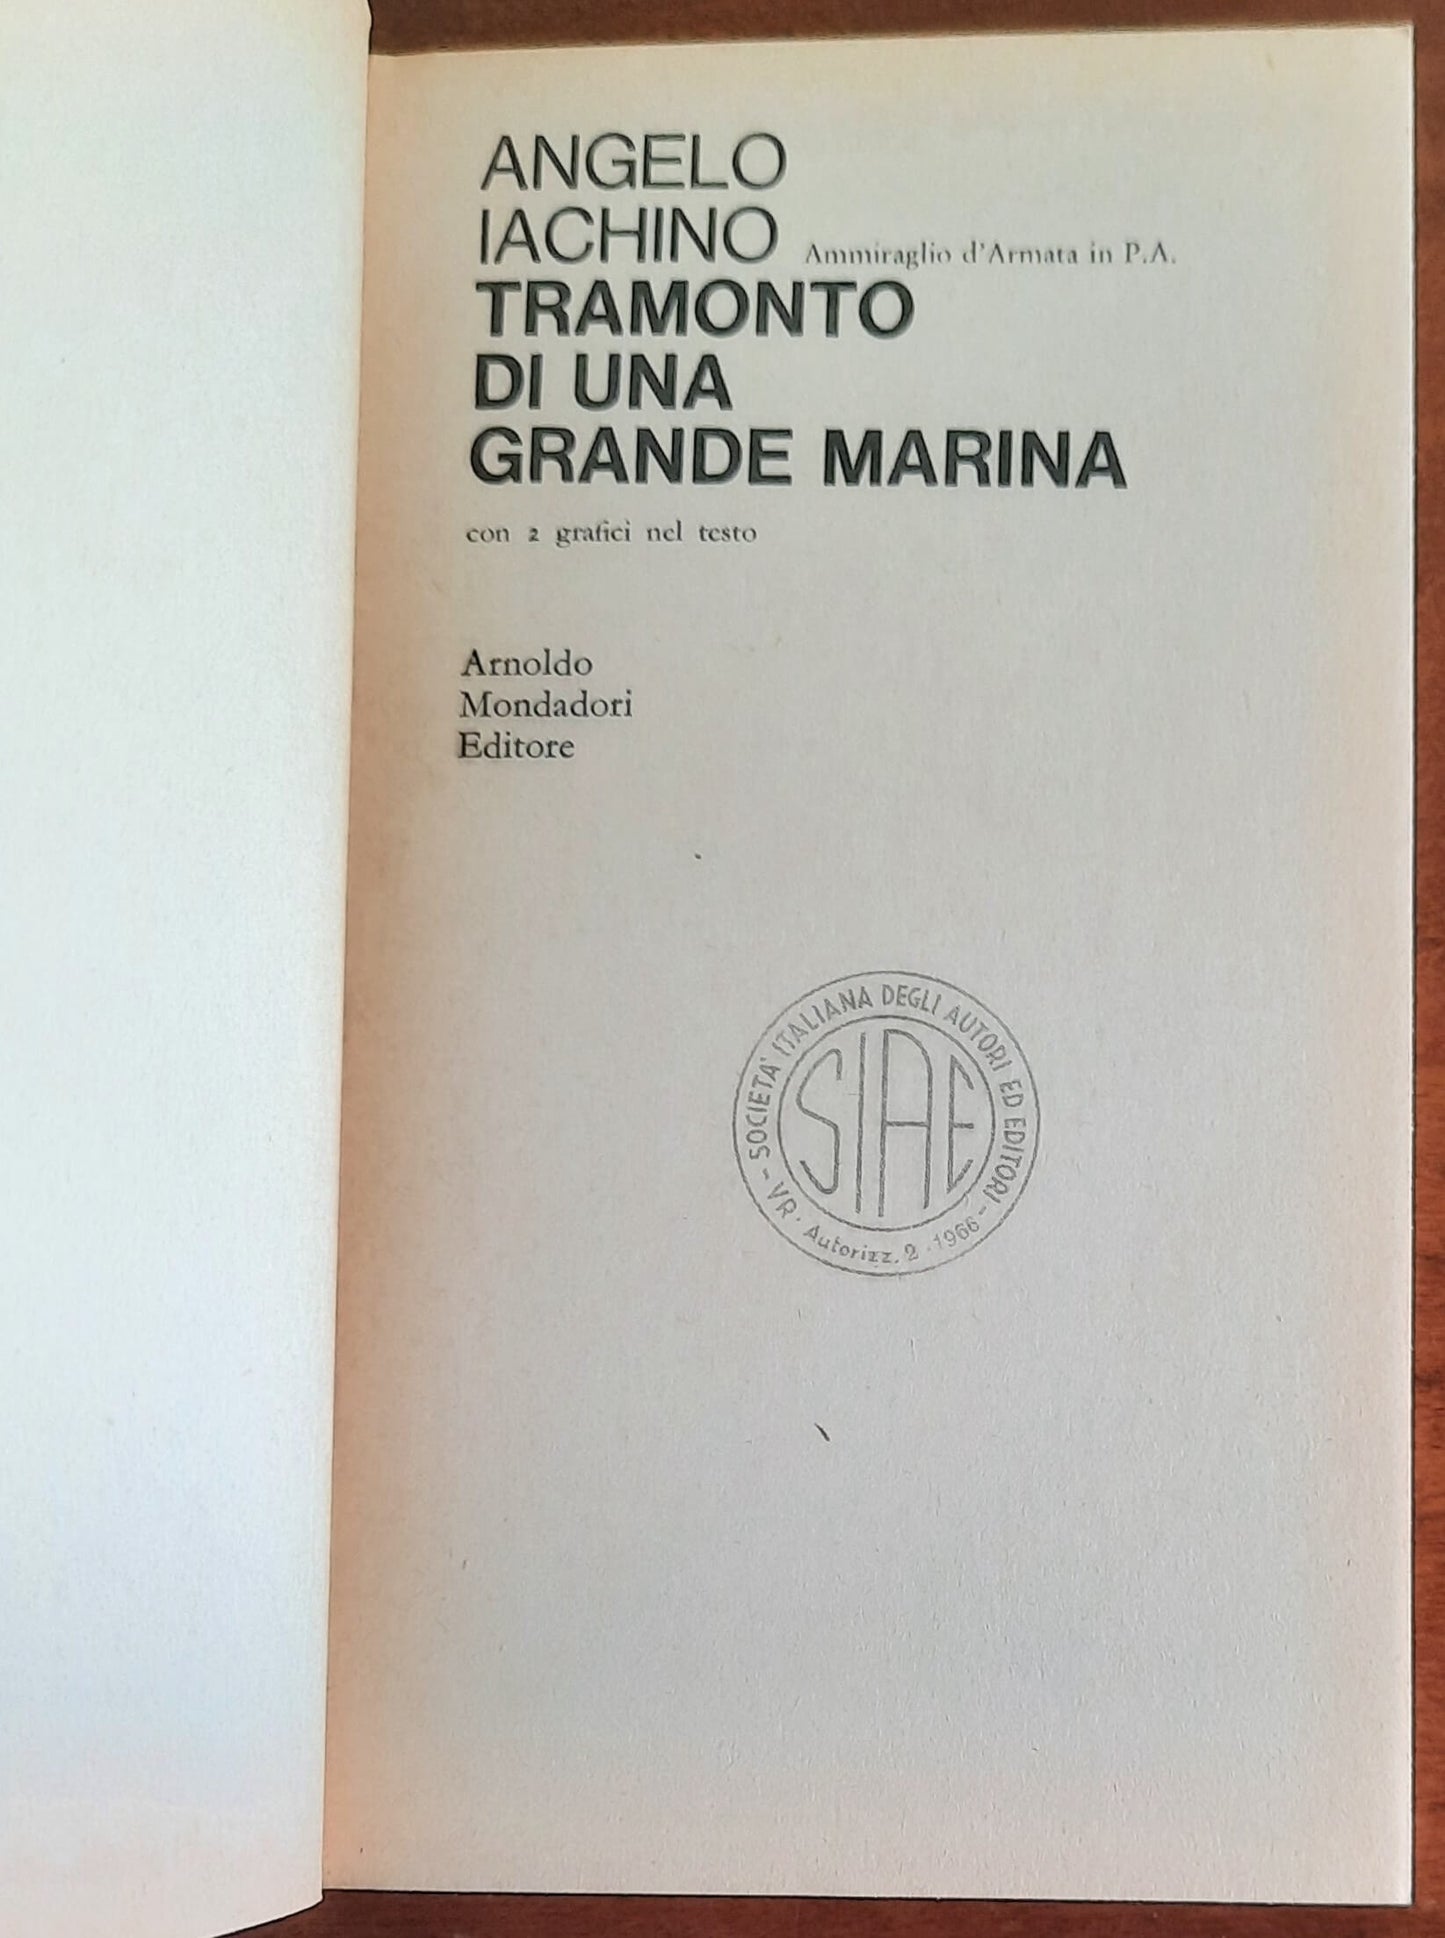 ANGELO
IACHINO Ammiraglio d'Armata in P.A.
TRAMONTO
DI UNA
GRANDE MARINA
con 2 grafici nel testo
Arnoldo
Mondadori
Editore
- SOCIETA' ITALIANA DEGLI AUTORI ED EDITORI -
SIAE
VR · Autorizz. 2 · 1966